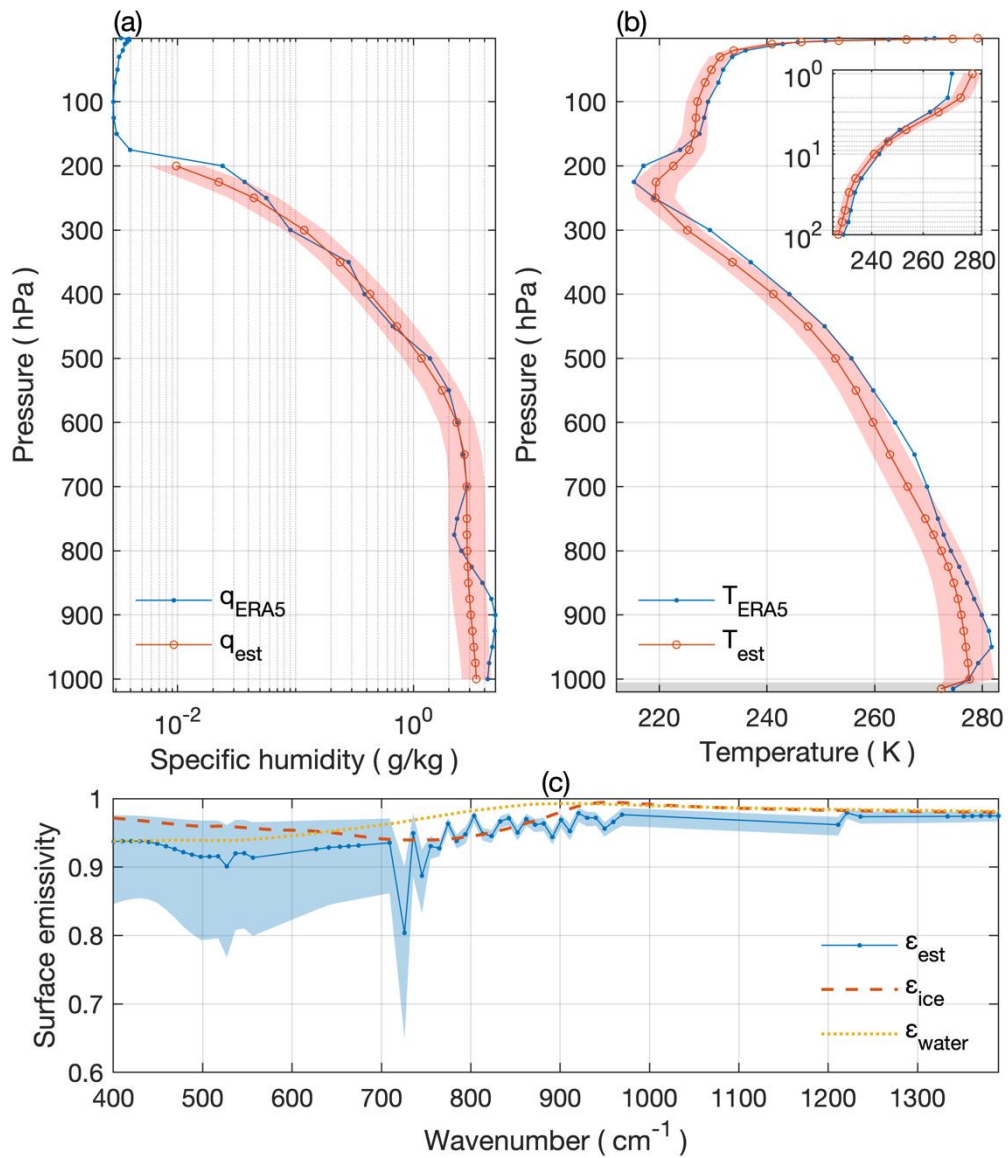 (a)
Pressure (hPa)
100
200
300
400
500
600
700
800
900
1000
q_ERA5
q_est
10^-2
10^0
Specific humidity ( g/kg )
(b)
Pressure (hPa)
100
200
300
400
500
600
700
800
900
1000
10^0
10^1
10^2
240
260
280
T_ERA5
T_est
220
240
260
280
Temperature ( K )
(c)
Surface emissivity
1
0.9
0.8
0.7
0.6
ε_est
ε_ice
ε_water
400
500
600
700
800
900
1000
1100
1200
1300
Wavenumber ( cm^-1 )